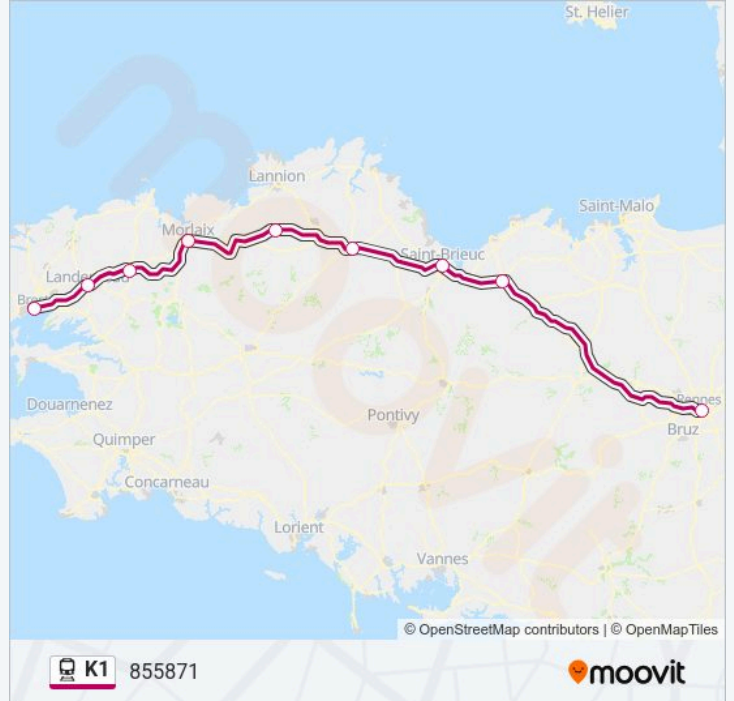 St. Helier
Lannion
Saint-Malo
Morlaix
Saint-Brieuc
Rennes
Douarnenez
Pontivy
Bruz
Quimper
Concarneau
Lorient
Vannes
© OpenStreetMap contributors | © OpenMapTiles
K1 855871
moovit